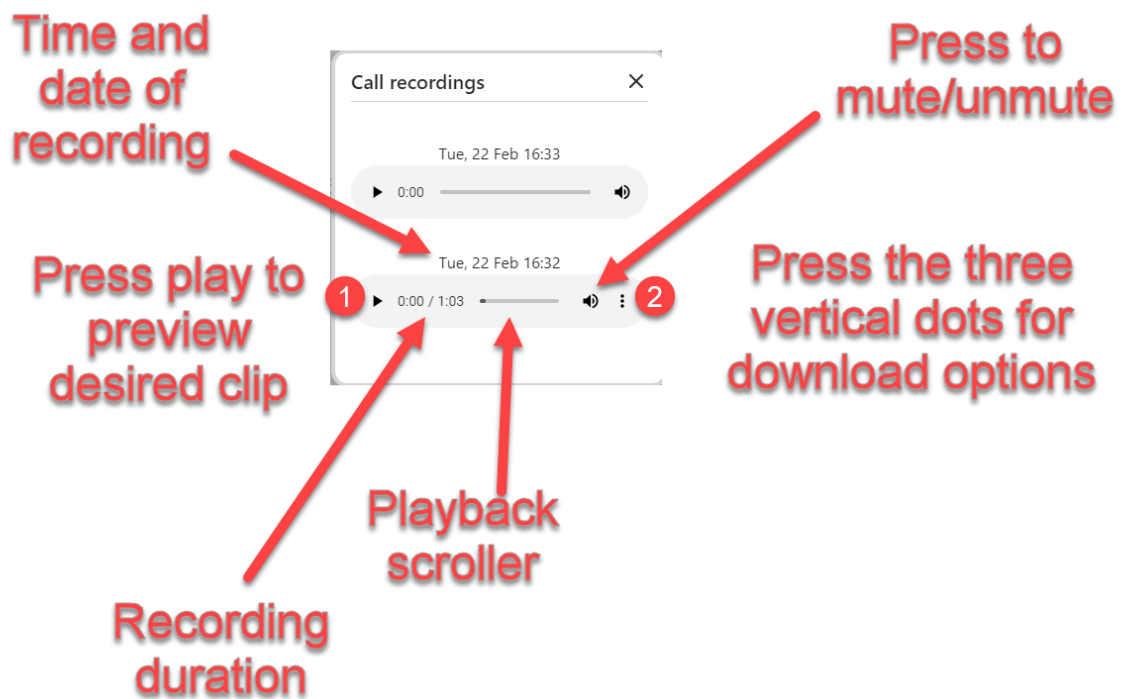 Time and
date of
recording
Press to
mute/unmute
Call recordings
Tue, 22 Feb 16:33
0:00
Tue, 22 Feb 16:32
1
0:00 / 1:03
2
Press play to
preview
desired clip
Press the three
vertical dots for
download options
Playback
scroller
Recording
duration